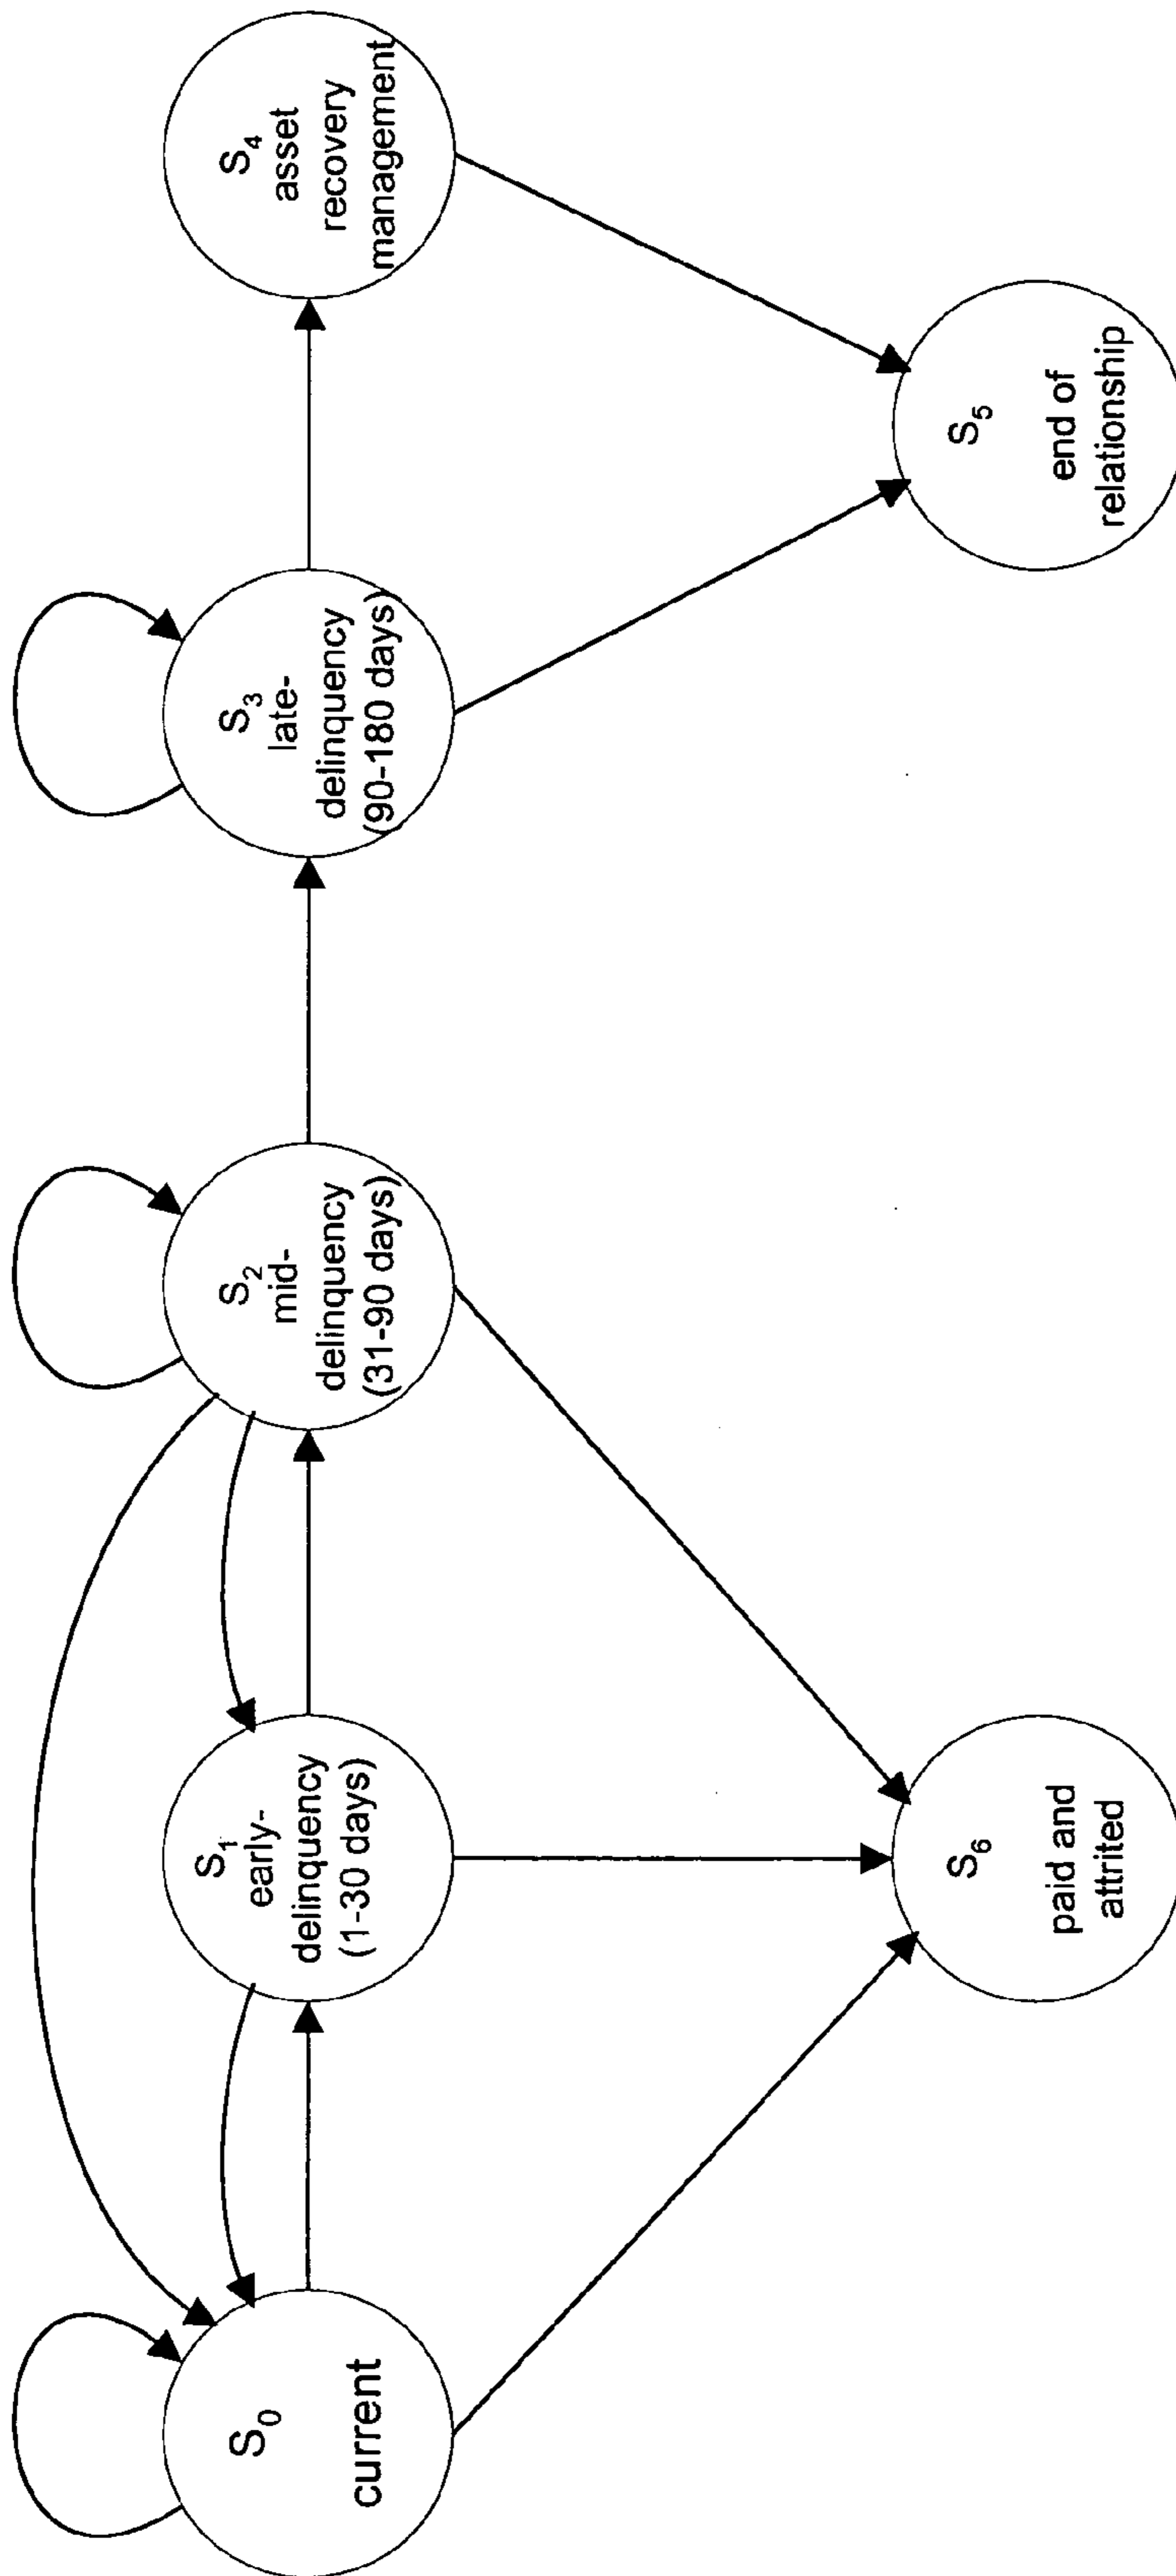 S₀
current
S₁
early-
delinquency
(1-30 days)
S₂
mid-
delinquency
(31-90 days)
S₃
late-
delinquency
(90-180 days)
S₄
asset
recovery
management
S₆
paid and
attrited
S₅
end of
relationship